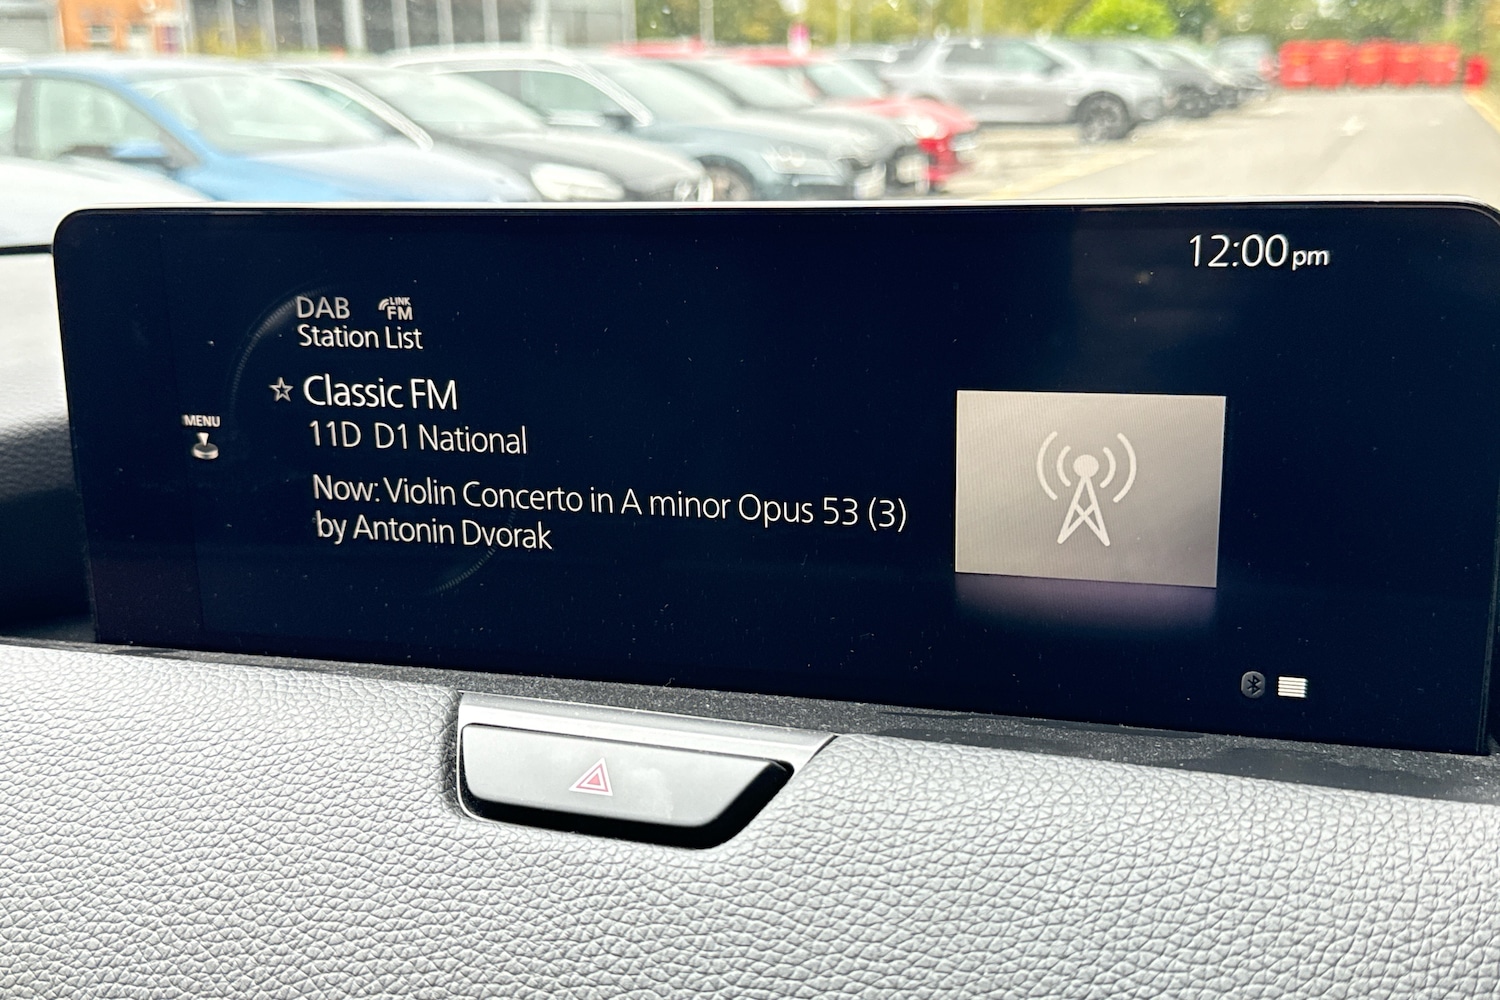 12:00pm
DAB LINK FM
Station List
Classic FM
MENU
11D D1 National
Now: Violin Concerto in A minor Opus 53 (3)
by Antonin Dvorak